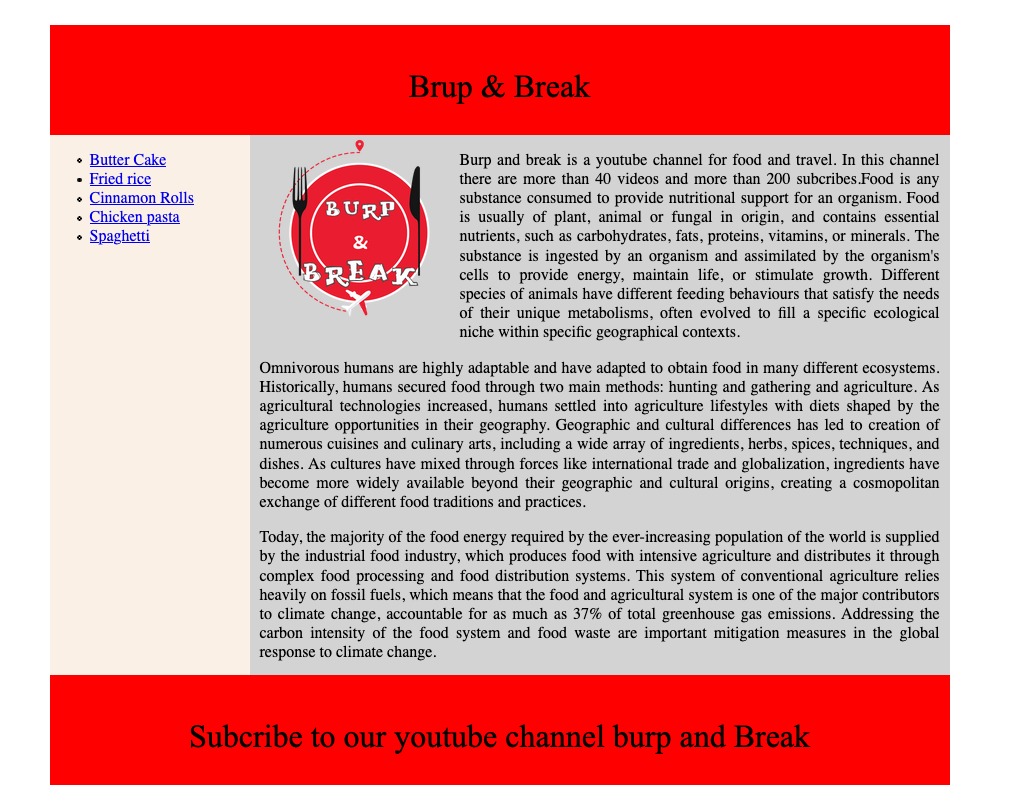 Brup & Break
Butter Cake
Fried rice
Cinnamon Rolls
Chicken pasta
Spaghetti
BURP
&
BREAK
Burp and break is a youtube channel for food and travel. In this channel
there are more than 40 videos and more than 200 subcribes.Food is any
substance consumed to provide nutritional support for an organism. Food
is usually of plant, animal or fungal in origin, and contains essential
nutrients, such as carbohydrates, fats, proteins, vitamins, or minerals. The
substance is ingested by an organism and assimilated by the organism's
cells to provide energy, maintain life, or stimulate growth. Different
species of animals have different feeding behaviours that satisfy the needs
of their unique metabolisms, often evolved to fill a specific ecological
niche within specific geographical contexts.
Omnivorous humans are highly adaptable and have adapted to obtain food in many different ecosystems.
Historically, humans secured food through two main methods: hunting and gathering and agriculture. As
agricultural technologies increased, humans settled into agriculture lifestyles with diets shaped by the
agriculture opportunities in their geography. Geographic and cultural differences has led to creation of
numerous cuisines and culinary arts, including a wide array of ingredients, herbs, spices, techniques, and
dishes. As cultures have mixed through forces like international trade and globalization, ingredients have
become more widely available beyond their geographic and cultural origins, creating a cosmopolitan
exchange of different food traditions and practices.
Today, the majority of the food energy required by the ever-increasing population of the world is supplied
by the industrial food industry, which produces food with intensive agriculture and distributes it through
complex food processing and food distribution systems. This system of conventional agriculture relies
heavily on fossil fuels, which means that the food and agricultural system is one of the major contributors
to climate change, accountable for as much as 37% of total greenhouse gas emissions. Addressing the
carbon intensity of the food system and food waste are important mitigation measures in the global
response to climate change.
Subcribe to our youtube channel burp and Break